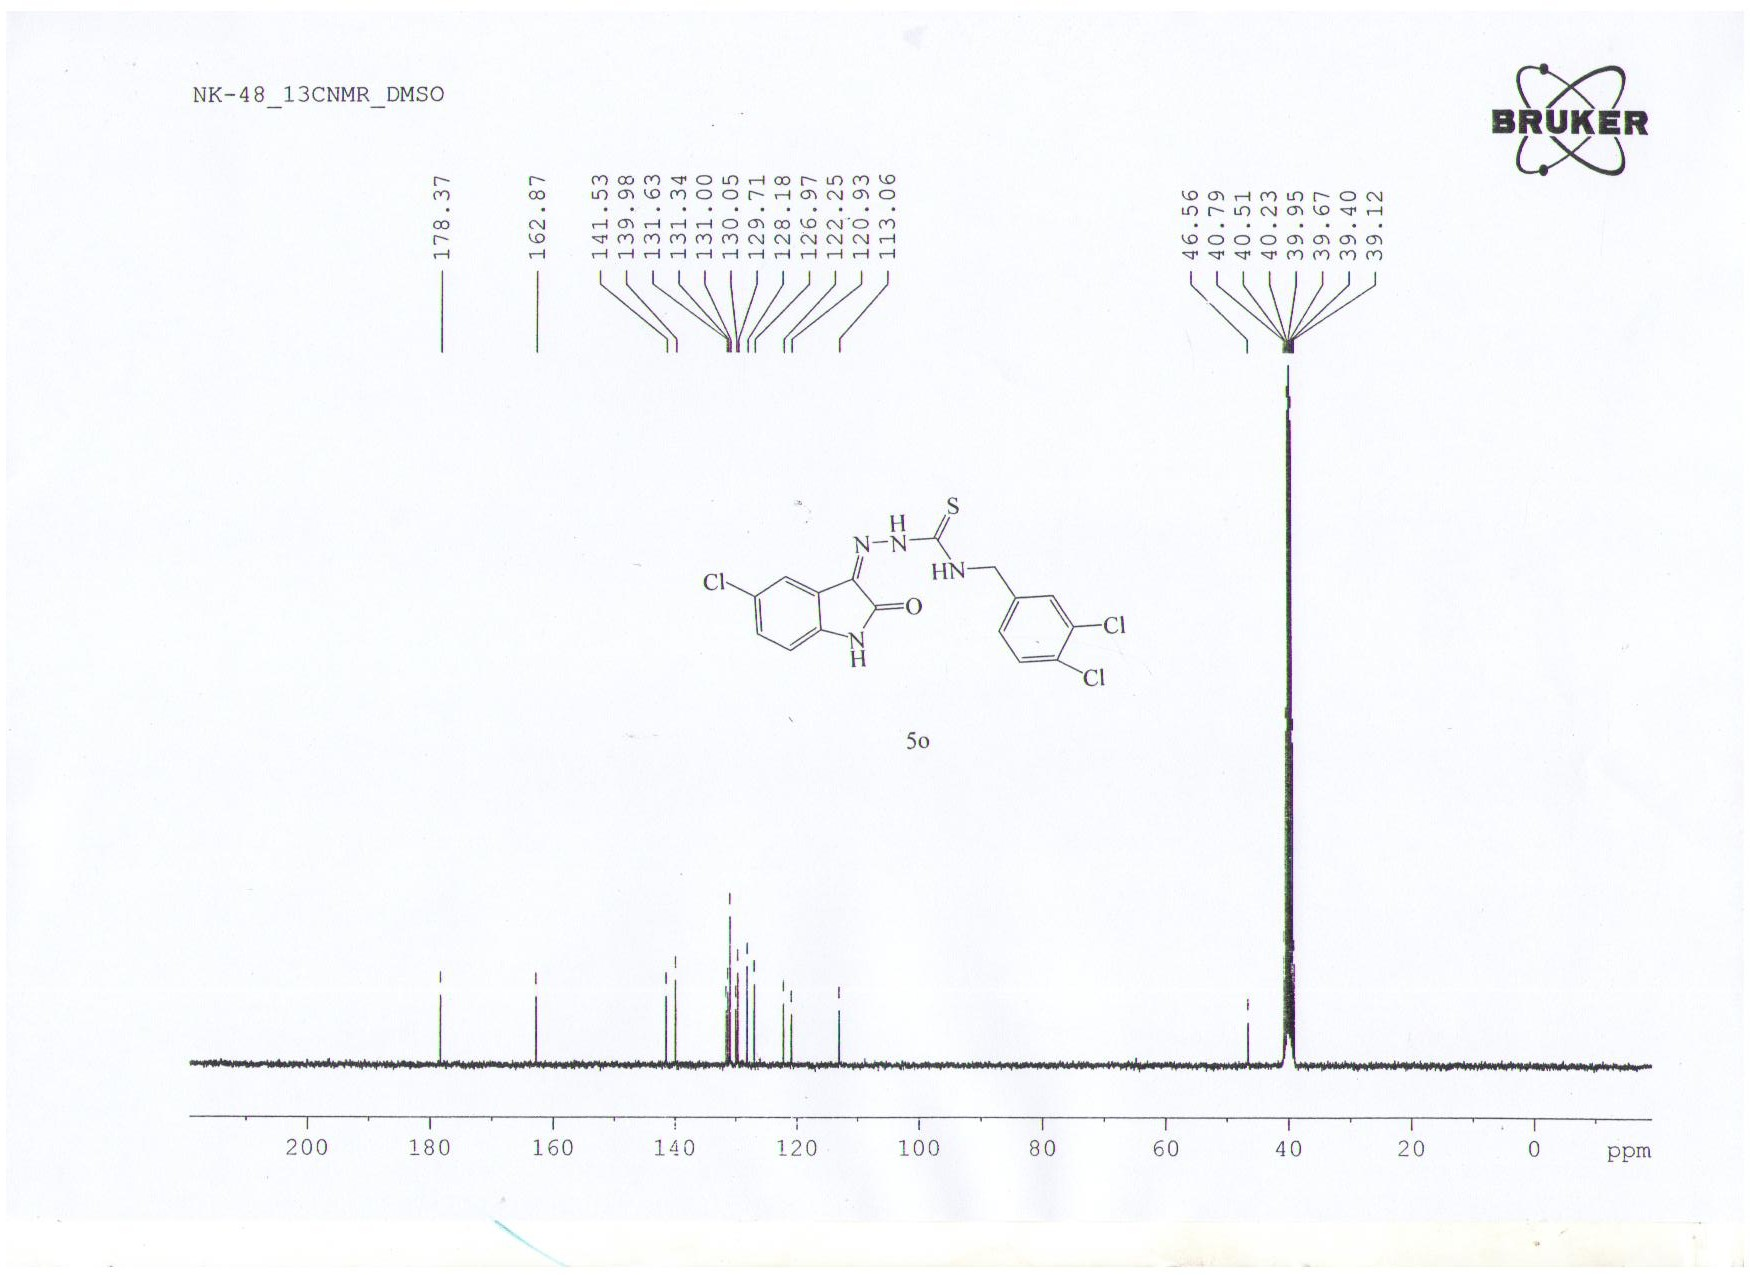 NK-48_13CNMR_DMSO
BRUKER
178.37
162.87
141.53
139.98
131.63
131.34
131.00
130.05
129.71
128.18
126.97
122.25
120.93
113.06
46.56
40.79
40.51
40.23
39.95
39.67
39.40
39.12
S
H
N-N
HN
Cl
O
N
H
Cl
Cl
5o
200 180 160 140 120 100 80 60 40 20 0 ppm